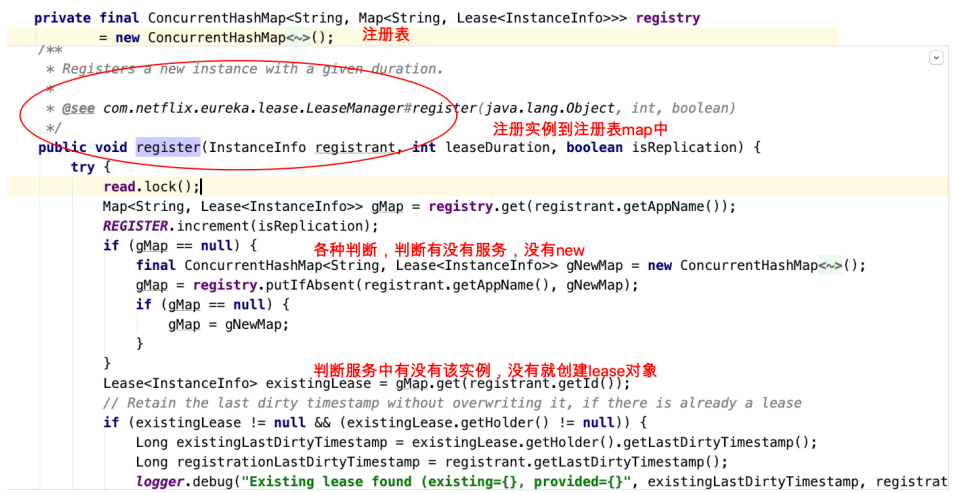 private final ConcurrentHashMap<String, Map<String, Lease<InstanceInfo>>> registry
= new ConcurrentHashMap<~>(); 注册表
/**
* Registers a new instance with a given duration.
*
* @see com.netflix.eureka.lease.LeaseManager#register(java.lang.Object, int, boolean)
*/
注册实例到注册表map中
public void register(InstanceInfo registrant, int leaseDuration, boolean isReplication) {
try {
read.lock();
Map<String, Lease<InstanceInfo>> gMap = registry.get(registrant.getAppName());
REGISTER.increment(isReplication);
if (gMap == null) {
各种判断，判断有没有服务，没有new
final ConcurrentHashMap<String, Lease<InstanceInfo>> gNewMap = new ConcurrentHashMap<~>();
gMap = registry.putIfAbsent(registrant.getAppName(), gNewMap);
if (gMap == null) {
gMap = gNewMap;
}
}
判断服务中有没有该实例，没有就创建lease对象
Lease<InstanceInfo> existingLease = gMap.get(registrant.getId());
// Retain the last dirty timestamp without overwriting it, if there is already a lease
if (existingLease != null && (existingLease.getHolder() != null)) {
Long existingLastDirtyTimestamp = existingLease.getHolder().getLastDirtyTimestamp();
Long registrationLastDirtyTimestamp = registrant.getLastDirtyTimestamp();
logger.debug("Existing lease found (existing={}, provided={}", existingLastDirtyTimestamp, registrat